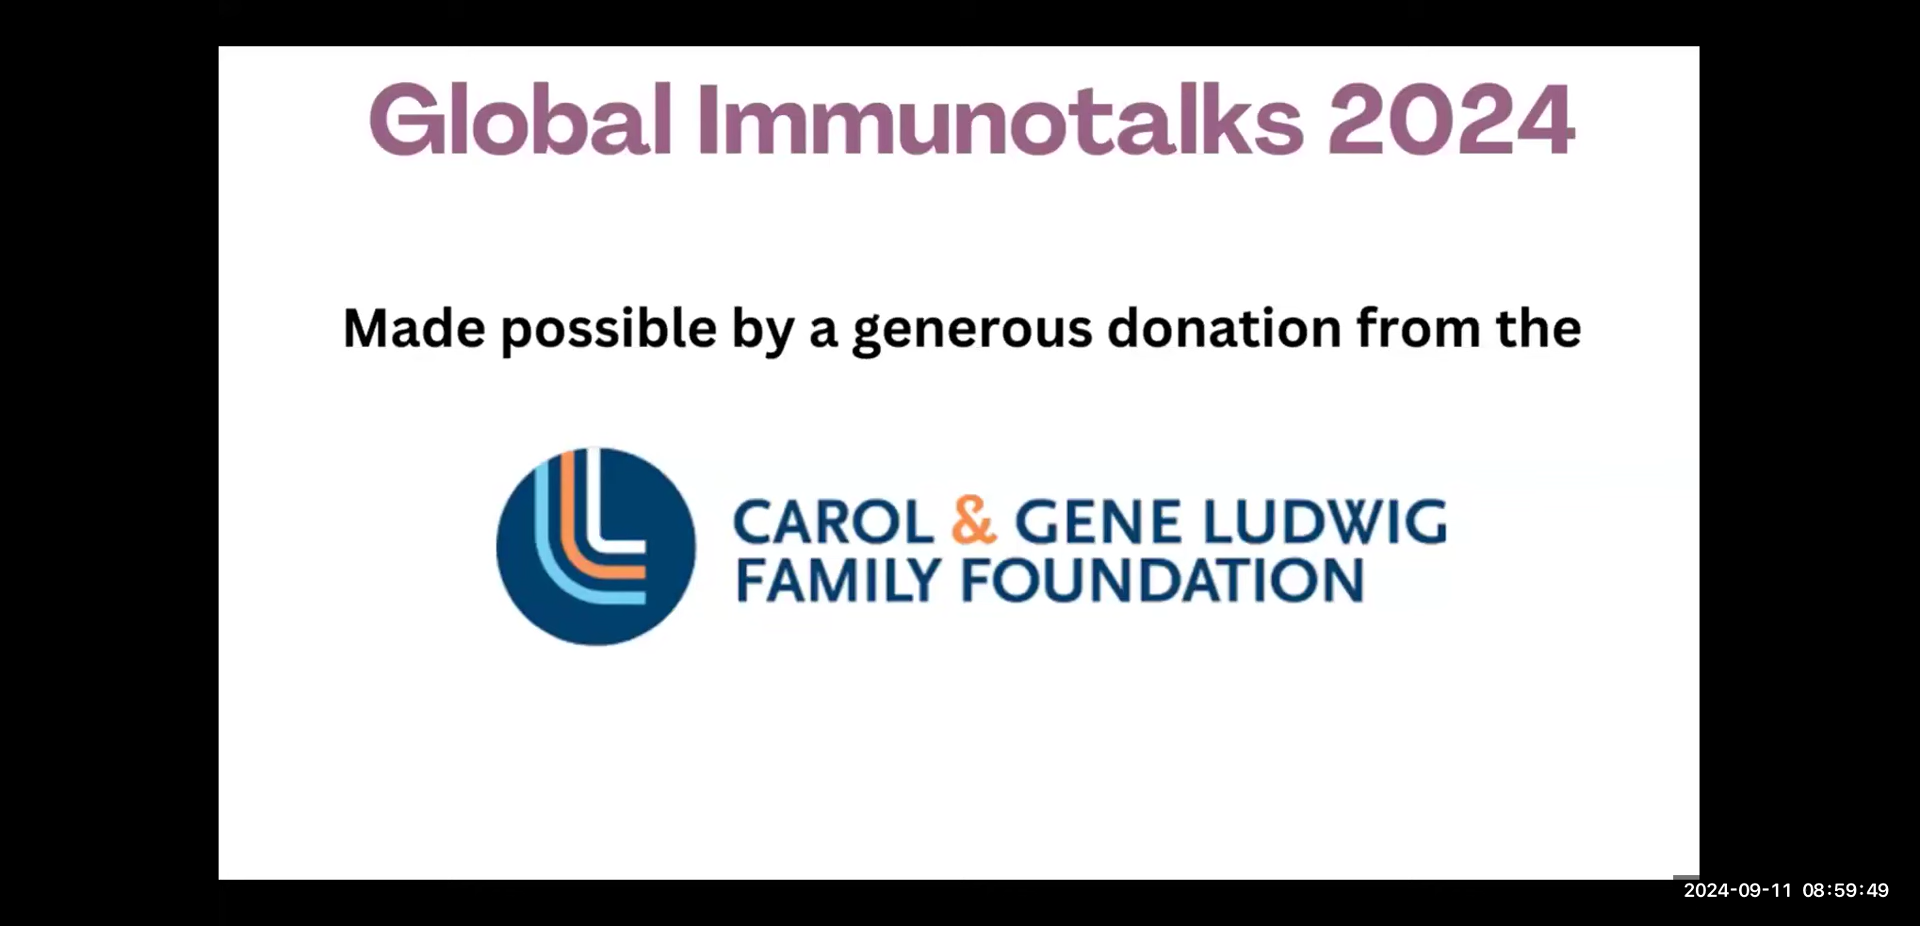 Global Immunotalks 2024
Made possible by a generous donation from the
CAROL & GENE LUDWIG
FAMILY FOUNDATION
2024-09-11 08:59:49